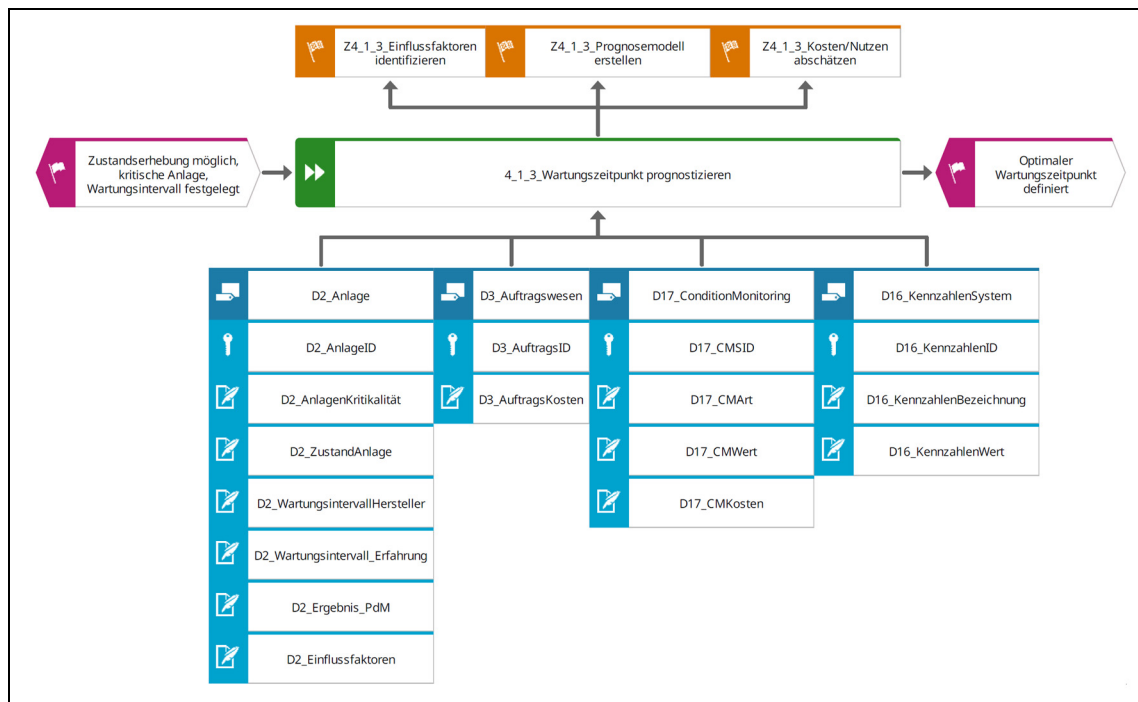 Z4_1_3_Einflussfaktoren
identifizieren
Z4_1_3_Prognosemodell
erstellen
Z4_1_3_Kosten/Nutzen
abschätzen
Zustandserhebung möglich,
kritische Anlage,
Wartungsintervall festgelegt
4_1_3_Wartungszeitpunkt prognostizieren
Optimaler
Wartungszeitpunkt
definiert
D2_Anlage
D2_AnlageID
D2_AnlagenKritikalität
D2_ZustandAnlage
D2_WartungsintervallHersteller
D2_Wartungsintervall_Erfahrung
D2_Ergebnis_PdM
D2_Einflussfaktoren
D3_Auftragswesen
D3_AuftragsID
D3_AuftragsKosten
D17_ConditionMonitoring
D17_CMSID
D17_CMArt
D17_CMWert
D17_CMKosten
D16_KennzahlenSystem
D16_KennzahlenID
D16_KennzahlenBezeichnung
D16_KennzahlenWert